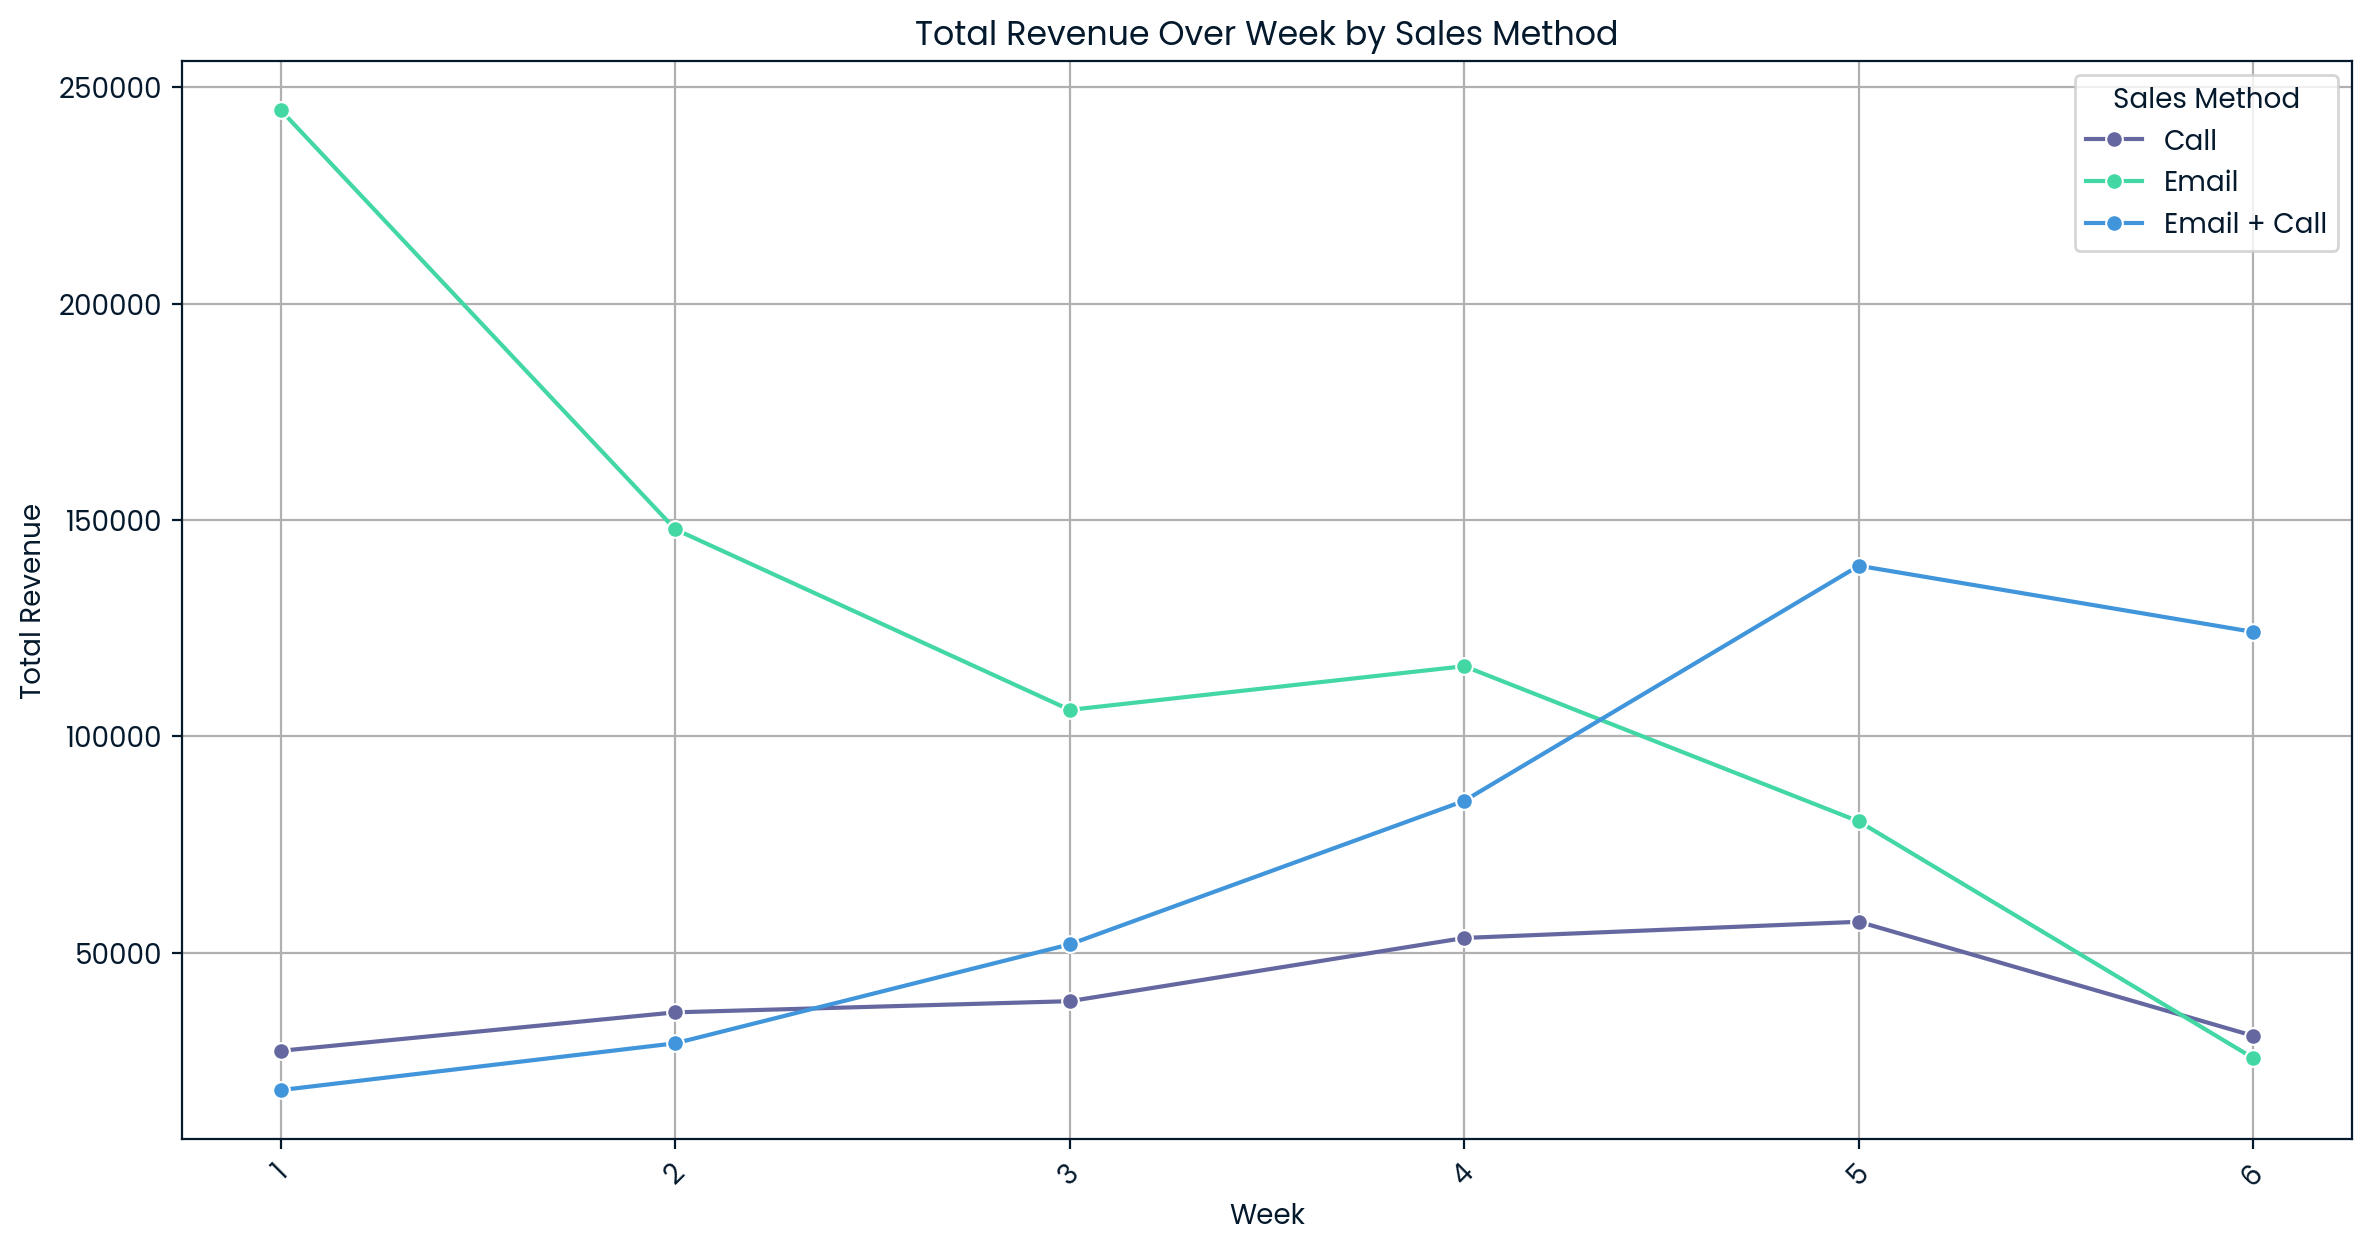 Total Revenue Over Week by Sales Method
250000
200000
150000
100000
50000
Total Revenue
Sales Method
Call
Email
Email + Call
1
2
3
4
5
6
Week